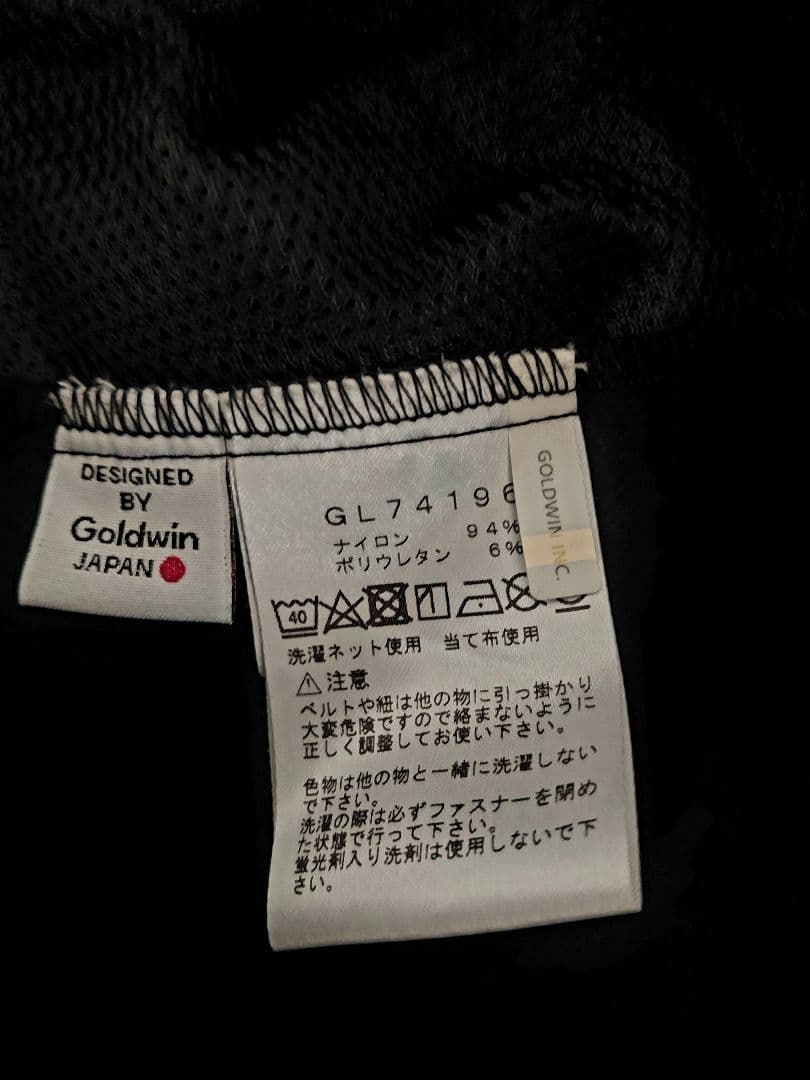 DESIGNED
BY
Goldwin
JAPAN
GL74196
ナイロン 94%
ポリウレタン 6%
GOLDWIN INC.
40
洗濯ネット使用 当て布使用
注意
ベルトや紐は他の物に引っ掛かり
大変危険ですので絡まないように
正しく調整してお使い下さい。
色物は他の物と一緒に洗濯しない
で下さい。
洗濯の際は必ずファスナーを閉め
た状態で行って下さい。
蛍光剤入り洗剤は使用しないで下
さい。